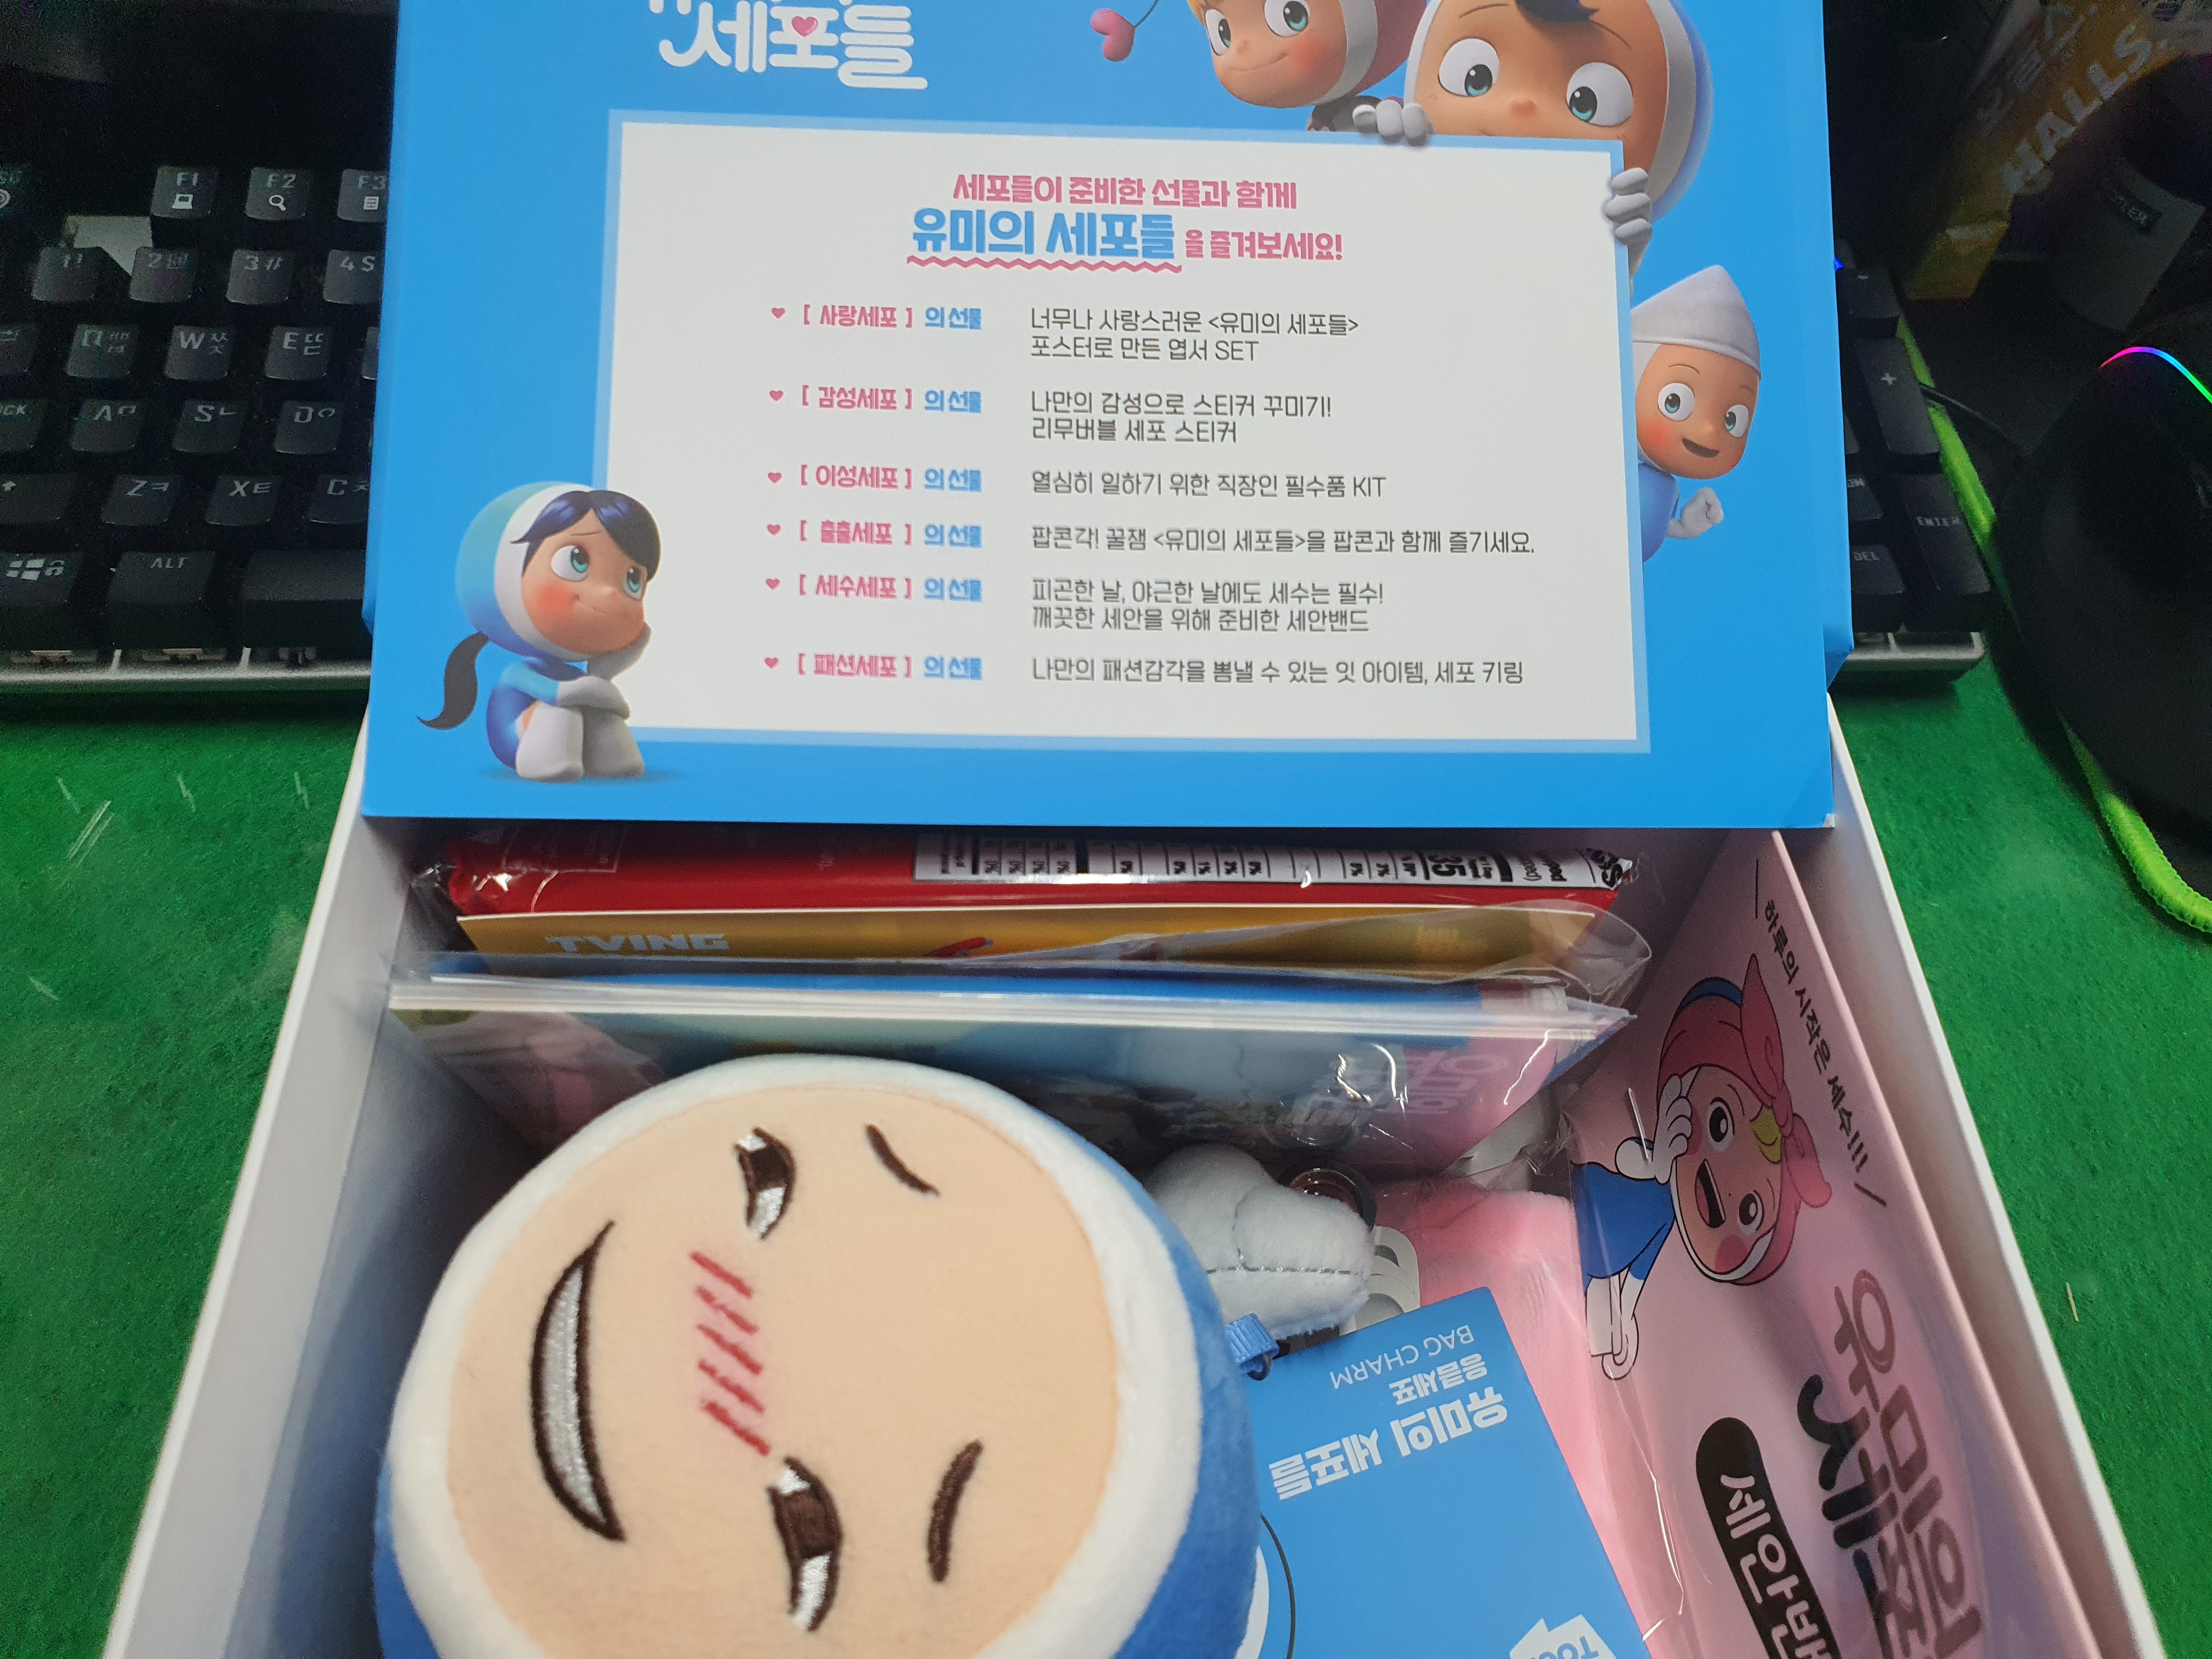 세포들
세포들이 준비한 선물과 함께
유미의 세포들을 즐겨보세요!
[ 사랑세포 ] 의 선물 너무나 사랑스러운 <유미의 세포들>
포스터로 만든 엽서 SET
[ 감성세포 ] 의 선물 나만의 감성으로 스티커 꾸미기!
리무버블 세포 스티커
[ 이성세포 ] 의 선물 열심히 일하기 위한 직장인 필수품 KIT
[ 출출세포 ] 의 선물 팝콘각! 꿀잼 <유미의 세포들>을 팝콘과 함께 즐기세요.
[ 세수세포 ] 의 선물 피곤한 날, 야근한 날에도 세수는 필수!
깨끗한 세안을 위해 준비한 세안밴드
[ 패션세포 ] 의 선물 나만의 패션감각을 뽐낼 수 있는 잇 아이템, 세포 키링
HALLS
F1
F2
F3
1!
2
3
4$
W ㅈㅉ
E ㄷㄸ
A ㅁ
S ㄴ
D ㅇ
Z ㅋ
X ㅌ
C ㅊ
ALT
+
ENTER
DEL
TVING
하루의 시작은 세수!!!
유미의
세포
세안밴
유미의 세포들
응큼세포
BAG CHARM